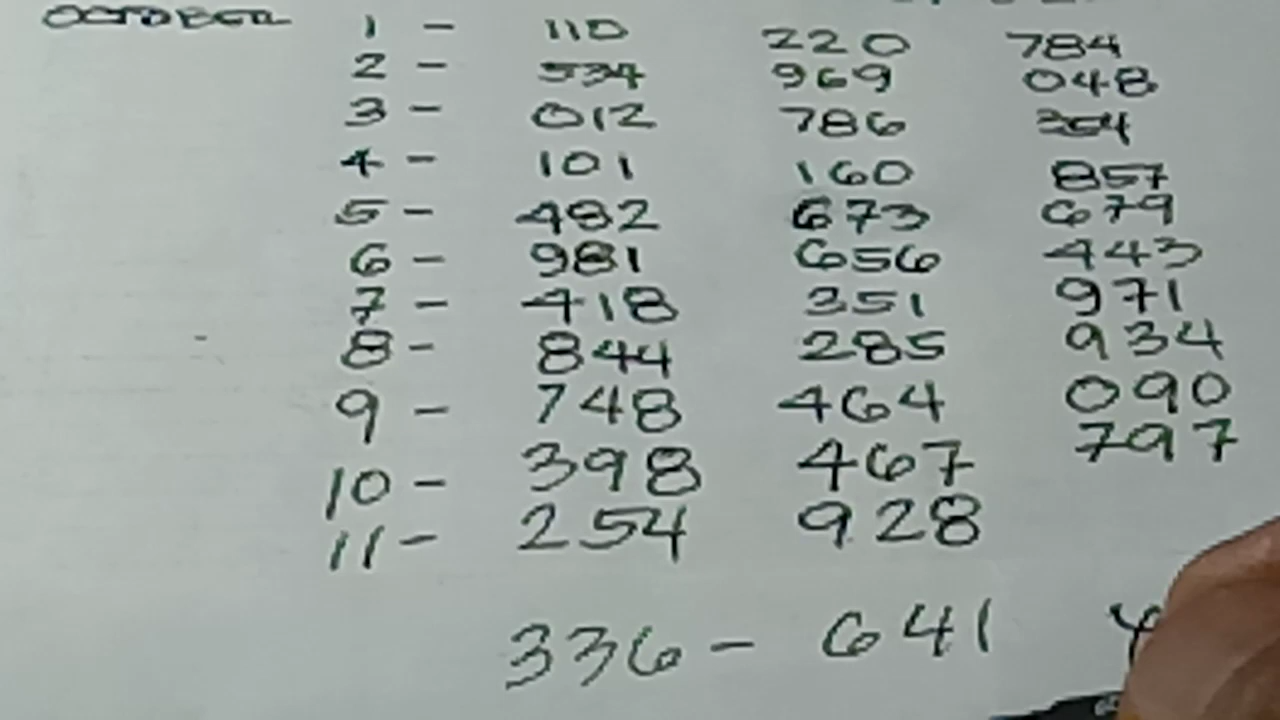 OCTOBER 1 - 110 220 784
2 - 534 969 048
3 - 012 786 354
4 - 101 160 857
5 - 482 673 679
6 - 981 656 443
7 - 418 351 971
8 - 844 285 934
9 - 748 464 090
10 - 398 467 797
11 - 254 928
336 - 641